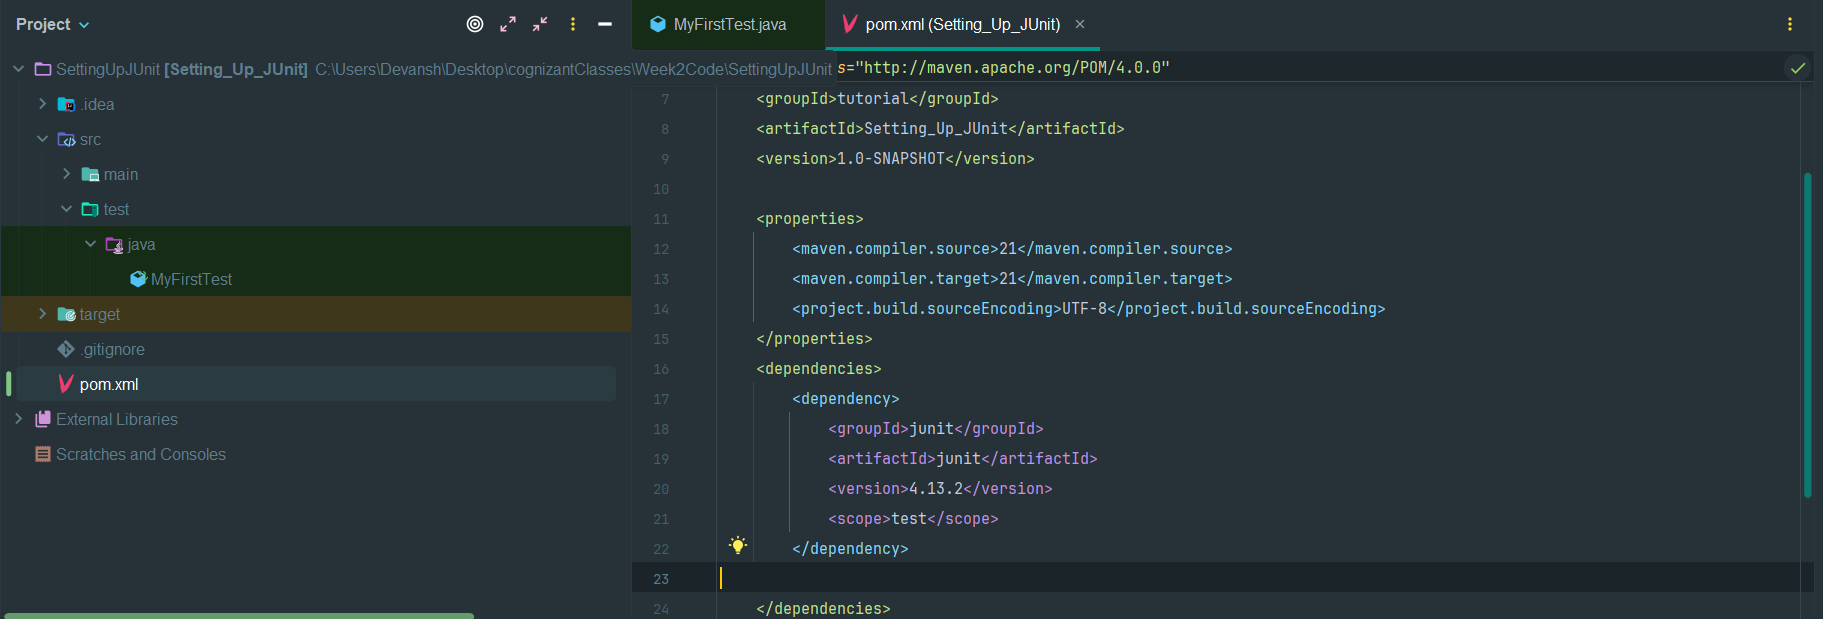 Project
SettingUpJUnit [Setting_Up_JUnit] C:\Users\Devansh\Desktop\cognizantClasses\Week2Code\SettingUpJUnit
.idea
src
main
test
java
MyFirstTest
target
.gitignore
pom.xml
External Libraries
Scratches and Consoles
MyFirstTest.java
pom.xml (Setting_Up_JUnit)
s="http://maven.apache.org/POM/4.0.0"
7 <groupId>tutorial</groupId>
8 <artifactId>Setting_Up_JUnit</artifactId>
9 <version>1.0-SNAPSHOT</version>
10
11 <properties>
12 <maven.compiler.source>21</maven.compiler.source>
13 <maven.compiler.target>21</maven.compiler.target>
14 <project.build.sourceEncoding>UTF-8</project.build.sourceEncoding>
15 </properties>
16 <dependencies>
17 <dependency>
18 <groupId>junit</groupId>
19 <artifactId>junit</artifactId>
20 <version>4.13.2</version>
21 <scope>test</scope>
22 </dependency>
23
24 </dependencies>